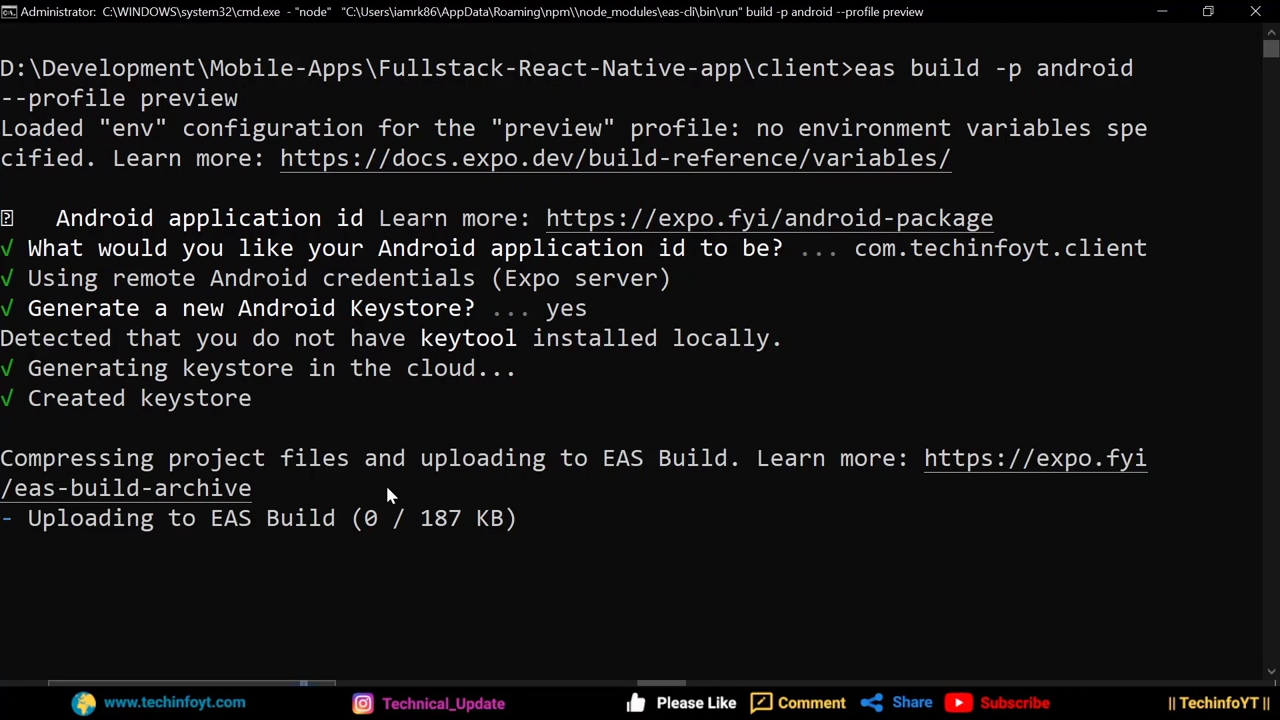 Administrator: C:\WINDOWS\system32\cmd.exe - "node" "C:\Users\iamrk86\AppData\Roaming\npm\\node_modules\eas-cli\bin\run" build -p android --profile preview
D:\Development\Mobile-Apps\Fullstack-React-Native-app\client>eas build -p android
--profile preview
Loaded "env" configuration for the "preview" profile: no environment variables spe
cified. Learn more: https://docs.expo.dev/build-reference/variables/
Android application id Learn more: https://expo.fyi/android-package
√ What would you like your Android application id to be? ... com.techinfoyt.client
√ Using remote Android credentials (Expo server)
√ Generate a new Android Keystore? ... yes
Detected that you do not have keytool installed locally.
√ Generating keystore in the cloud...
√ Created keystore
Compressing project files and uploading to EAS Build. Learn more: https://expo.fyi
/eas-build-archive
- Uploading to EAS Build (0 / 187 KB)
www.techinfoyt.com Technical_Update Please Like Comment Share Subscribe || TechinfoYT ||